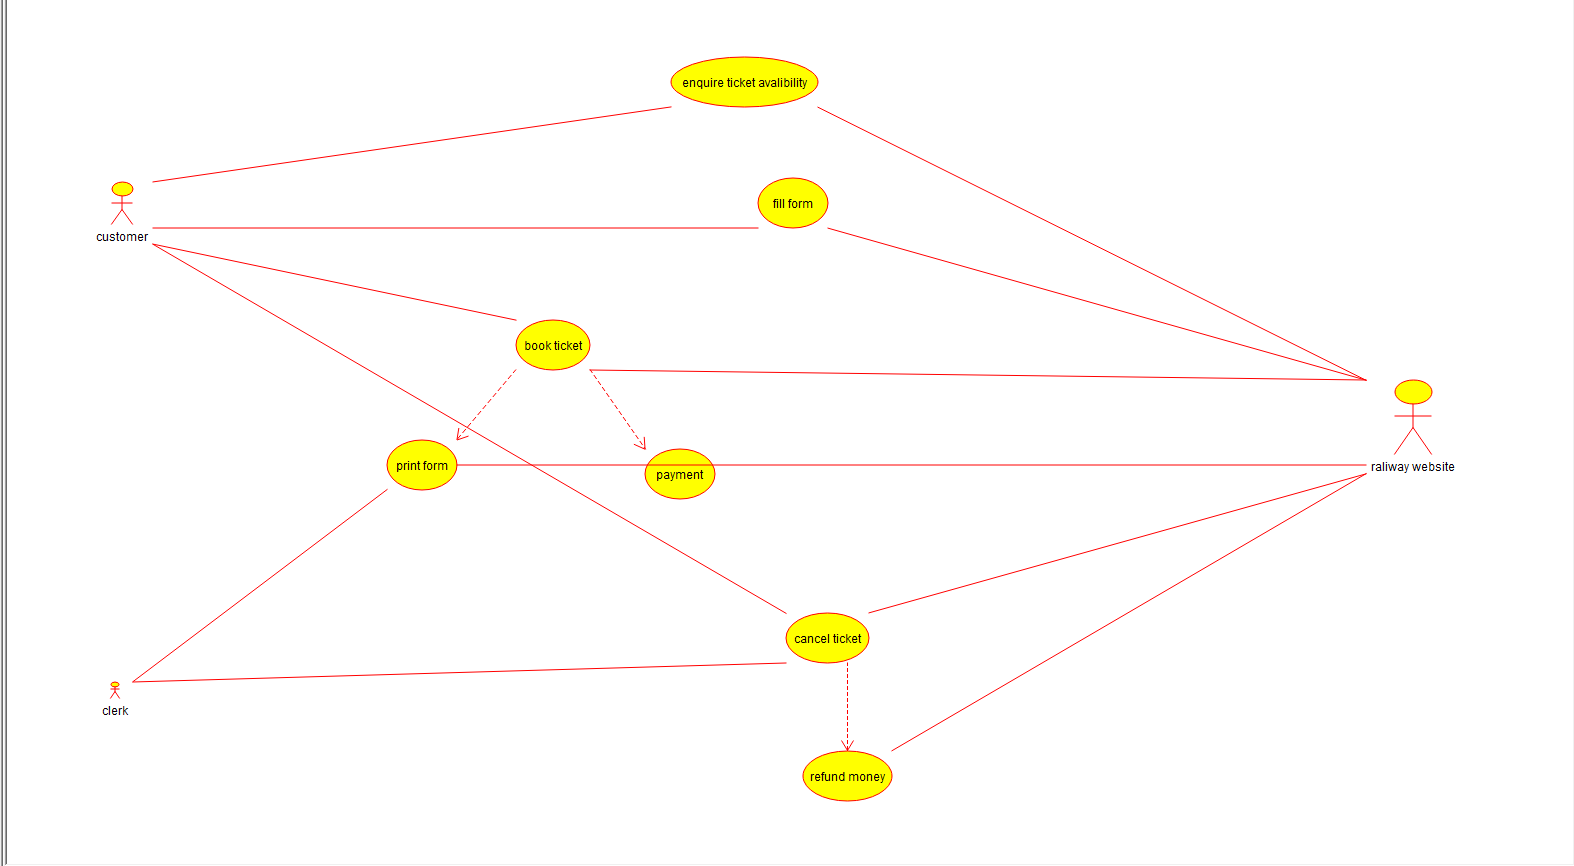 enquire ticket avalibility
fill form
customer
book ticket
print form
payment
raliway website
cancel ticket
clerk
refund money